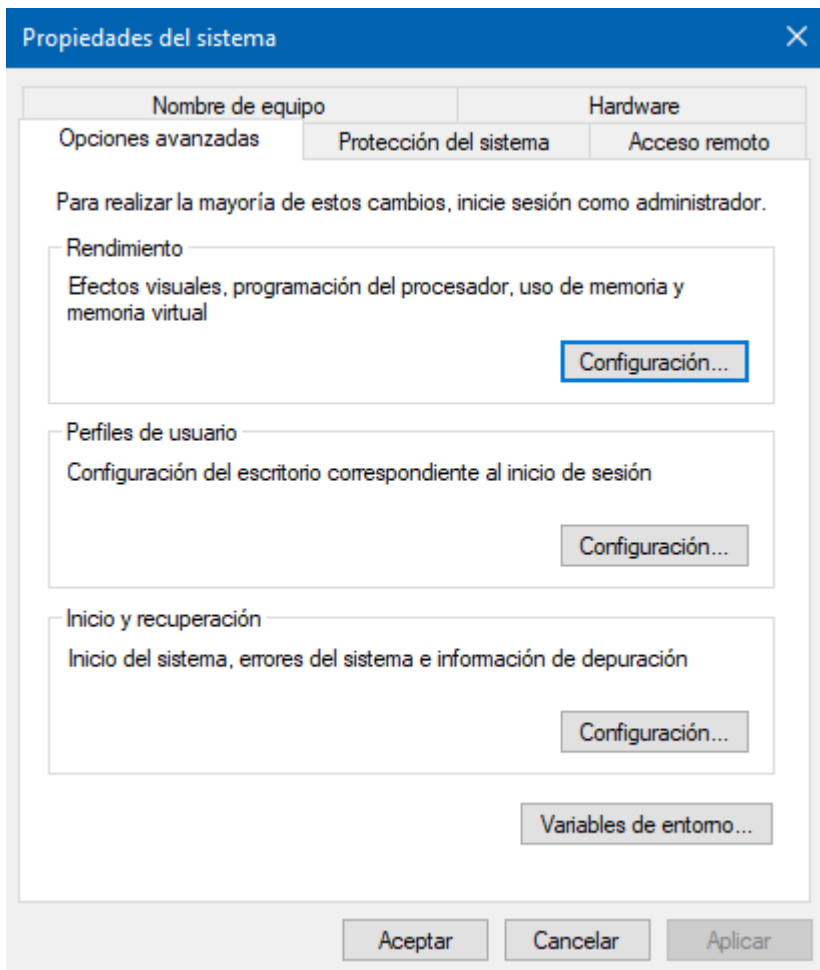 Propiedades del sistema
Nombre de equipo
Hardware
Opciones avanzadas
Protección del sistema
Acceso remoto
Para realizar la mayoría de estos cambios, inicie sesión como administrador.
Rendimiento
Efectos visuales, programación del procesador, uso de memoria y
memoria virtual
Configuración...
Perfiles de usuario
Configuración del escritorio correspondiente al inicio de sesión
Configuración...
Inicio y recuperación
Inicio del sistema, errores del sistema e información de depuración
Configuración...
Variables de entorno...
Aceptar
Cancelar
Aplicar